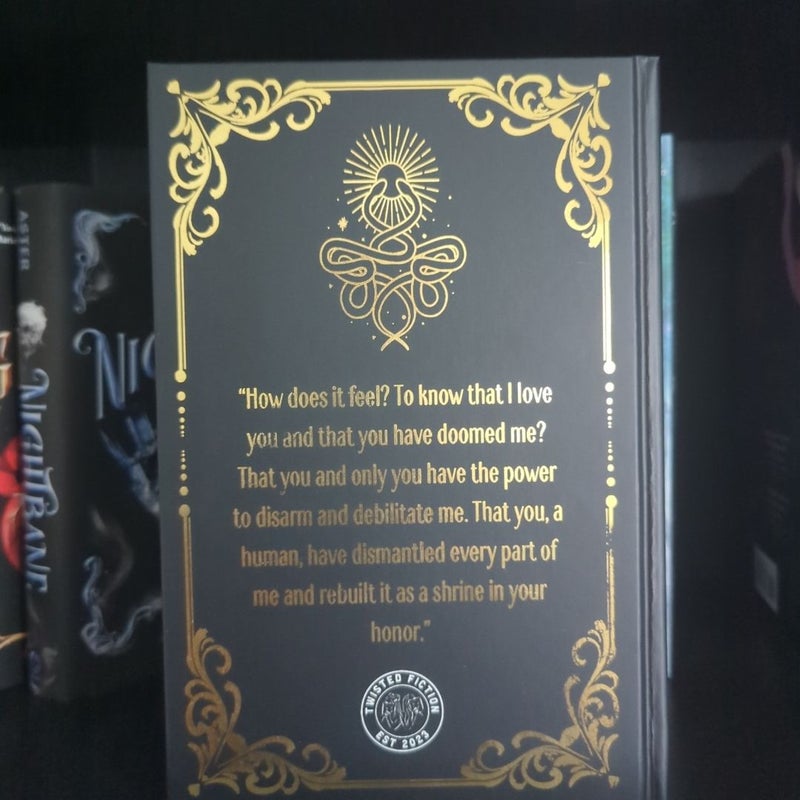 “How does it feel? To know that I love
you and that you have doomed me?
That you and only you have the power
to disarm and debilitate me. That you, a
human, have dismantled every part of
me and rebuilt it as a shrine in your
honor.”
TWISTED FICTION
EST 2023
ASTER
NIGHTBANE
NIG